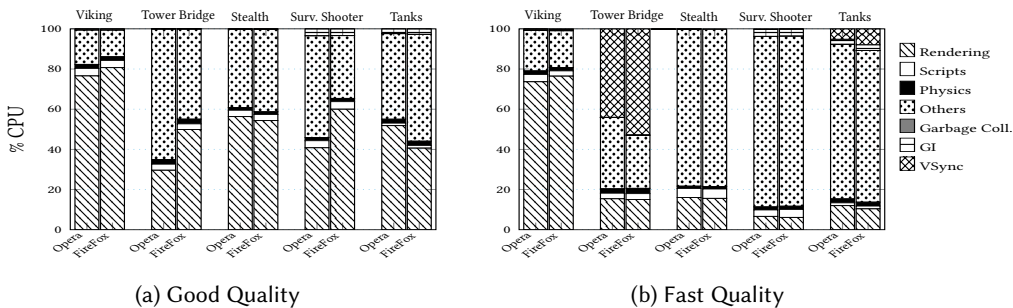 Viking Tower Bridge Stealth Surv. Shooter Tanks
100
80
60
40
20
0
% CPU
Opera FireFox Opera FireFox Opera FireFox Opera FireFox Opera FireFox
(a) Good Quality
Viking Tower Bridge Stealth Surv. Shooter Tanks
100
80
60
40
20
0
Opera FireFox Opera FireFox Opera FireFox Opera FireFox Opera FireFox
(b) Fast Quality
Rendering
Scripts
Physics
Others
Garbage Coll.
GI
VSync